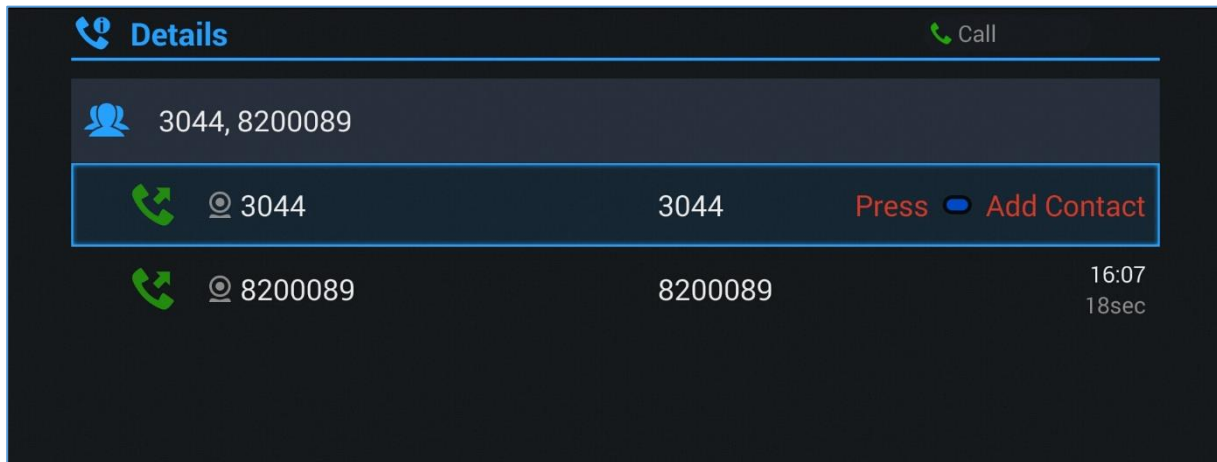 Details Call
3044, 8200089
3044 3044 Press Add Contact
8200089 8200089 16:07
18sec